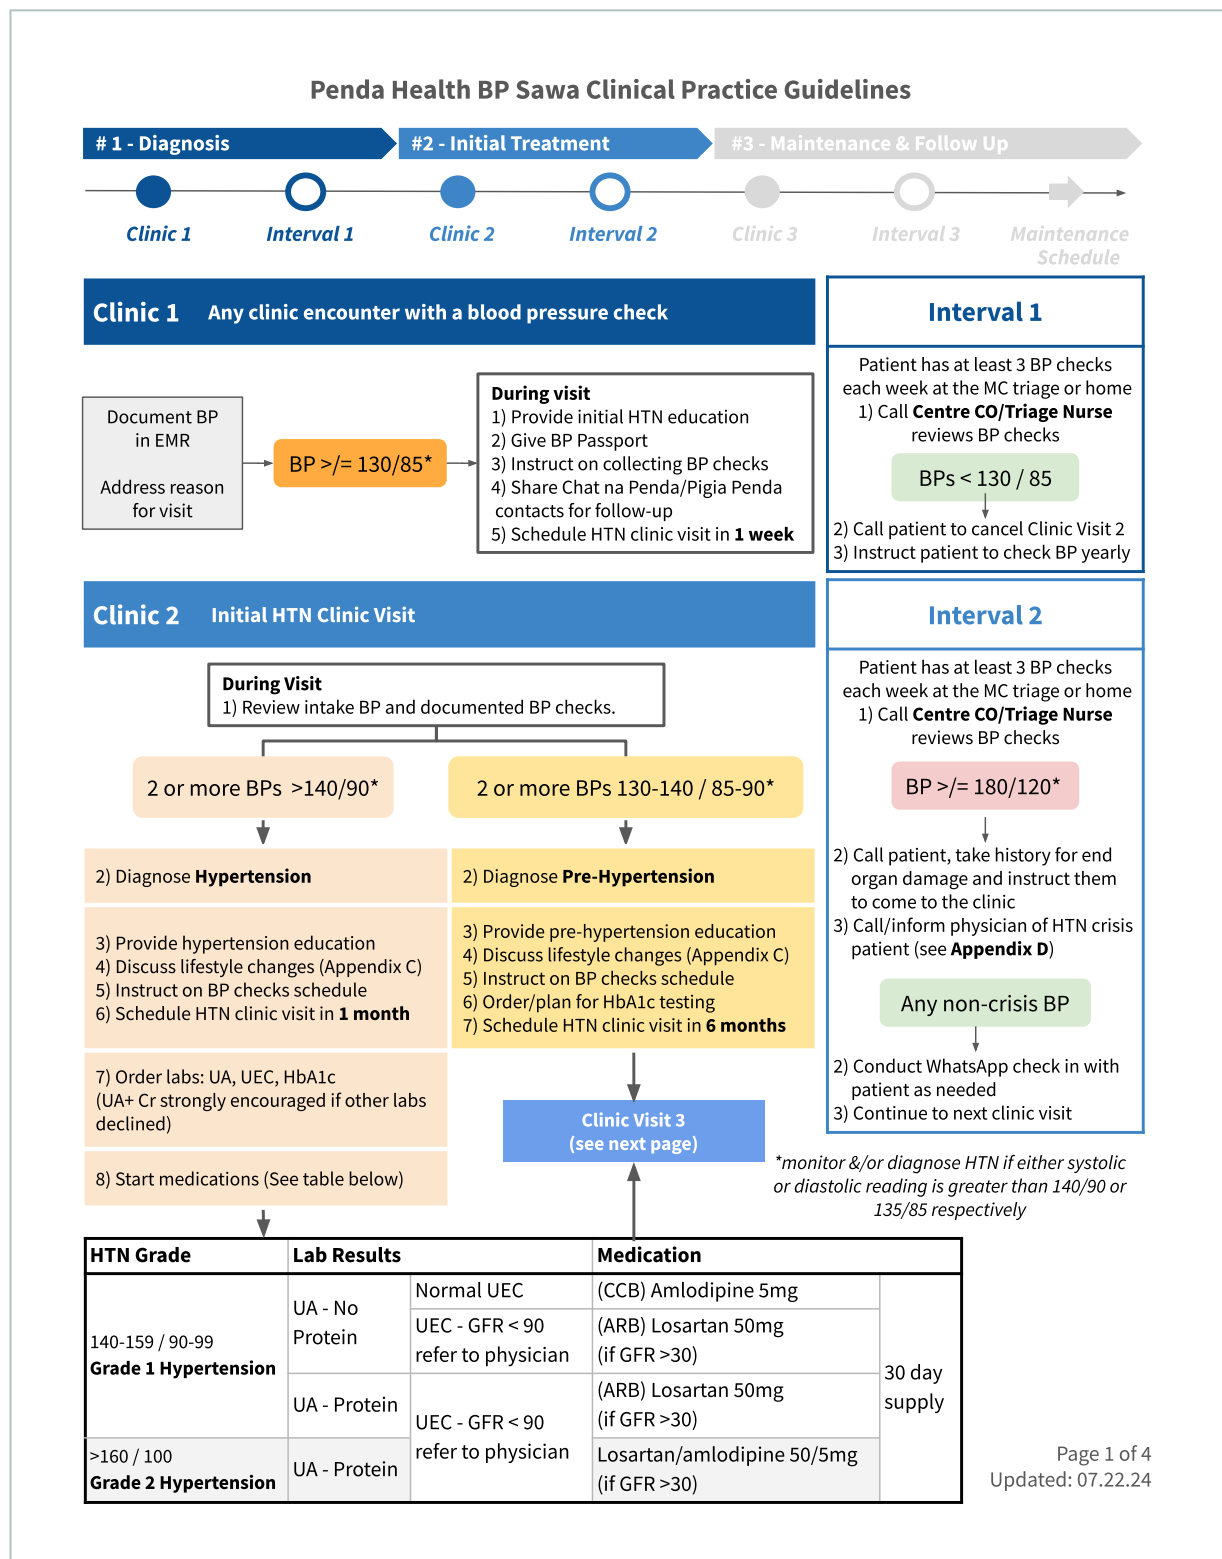 Penda Health BP Sawa Clinical Practice Guidelines
# 1 - Diagnosis
#2 - Initial Treatment
#3 - Maintenance & Follow Up
Clinic 1
Interval 1
Clinic 2
Interval 2
Clinic 3
Interval 3
Maintenance
Schedule
Clinic 1 Any clinic encounter with a blood pressure check
Document BP
in EMR
Address reason
for visit
BP >/= 130/85*
During visit
1) Provide initial HTN education
2) Give BP Passport
3) Instruct on collecting BP checks
4) Share Chat na Penda/Pigia Penda
contacts for follow-up
5) Schedule HTN clinic visit in 1 week
Interval 1
Patient has at least 3 BP checks
each week at the MC triage or home
1) Call Centre CO/Triage Nurse
reviews BP checks
BPs < 130 / 85
2) Call patient to cancel Clinic Visit 2
3) Instruct patient to check BP yearly
Clinic 2 Initial HTN Clinic Visit
During Visit
1) Review intake BP and documented BP checks.
2 or more BPs >140/90*
2 or more BPs 130-140 / 85-90*
2) Diagnose Hypertension
2) Diagnose Pre-Hypertension
3) Provide hypertension education
4) Discuss lifestyle changes (Appendix C)
5) Instruct on BP checks schedule
6) Schedule HTN clinic visit in 1 month
3) Provide pre-hypertension education
4) Discuss lifestyle changes (Appendix C)
5) Instruct on BP checks schedule
6) Order/plan for HbA1c testing
7) Schedule HTN clinic visit in 6 months
7) Order labs: UA, UEC, HbA1c
(UA+ Cr strongly encouraged if other labs
declined)
8) Start medications (See table below)
Clinic Visit 3
(see next page)
Interval 2
Patient has at least 3 BP checks
each week at the MC triage or home
1) Call Centre CO/Triage Nurse
reviews BP checks
BP >/= 180/120*
2) Call patient, take history for end
organ damage and instruct them
to come to the clinic
3) Call/inform physician of HTN crisis
patient (see Appendix D)
Any non-crisis BP
2) Conduct WhatsApp check in with
patient as needed
3) Continue to next clinic visit
*monitor &/or diagnose HTN if either systolic
or diastolic reading is greater than 140/90 or
135/85 respectively
HTN Grade
Lab Results
Medication
140-159 / 90-99
Grade 1 Hypertension
UA - No
Protein
Normal UEC
(CCB) Amlodipine 5mg
UEC - GFR < 90
refer to physician
(ARB) Losartan 50mg
(if GFR >30)
UA - Protein
UEC - GFR < 90
refer to physician
(ARB) Losartan 50mg
(if GFR >30)
30 day
supply
>160 / 100
Grade 2 Hypertension
UA - Protein
Losartan/amlodipine 50/5mg
(if GFR >30)
Page 1 of 4
Updated: 07.22.24